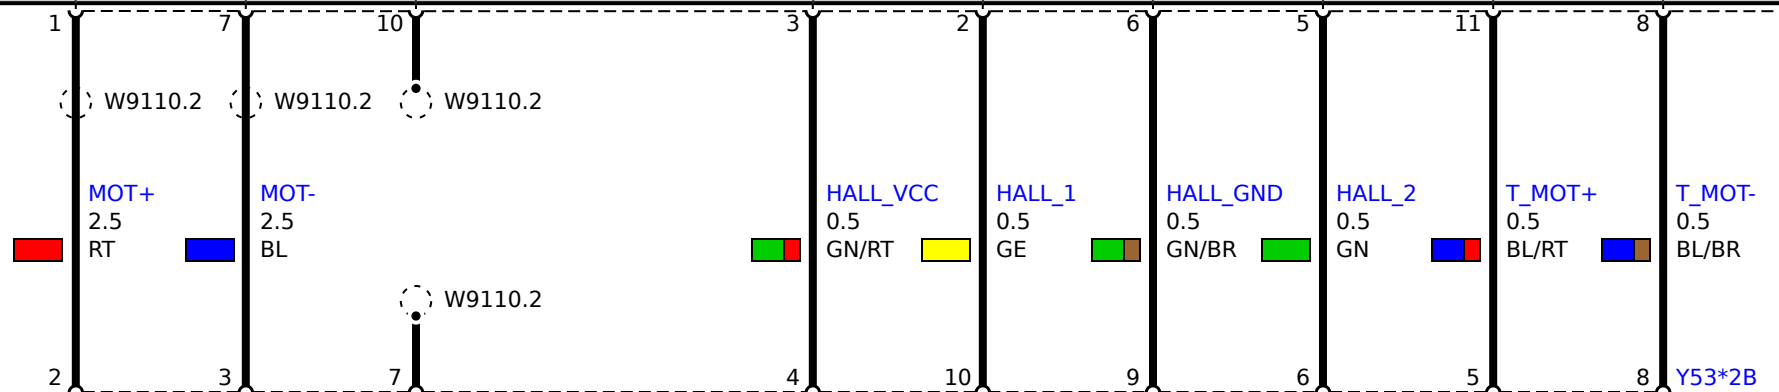 1 7 10 3 2 6 5 11 8
W9110.2 W9110.2 W9110.2
MOT+ MOT- HALL_VCC HALL_1 HALL_GND HALL_2 T_MOT+ T_MOT-
2.5 2.5 0.5 0.5 0.5 0.5 0.5 0.5
RT BL GN/RT GE GN/BR GN BL/RT BL/BR
W9110.2
2 3 7 4 10 9 6 5 8 Y53*2B